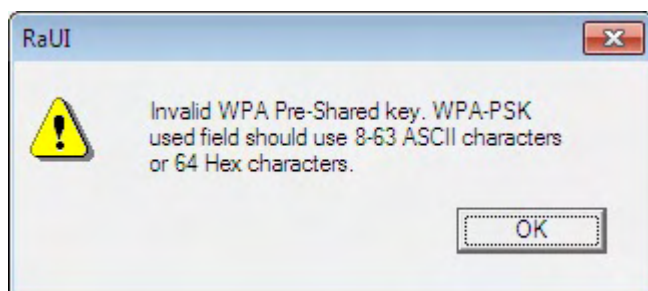 RaUI
Invalid WPA Pre-Shared key. WPA-PSK
used field should use 8-63 ASCII characters
or 64 Hex characters.
OK